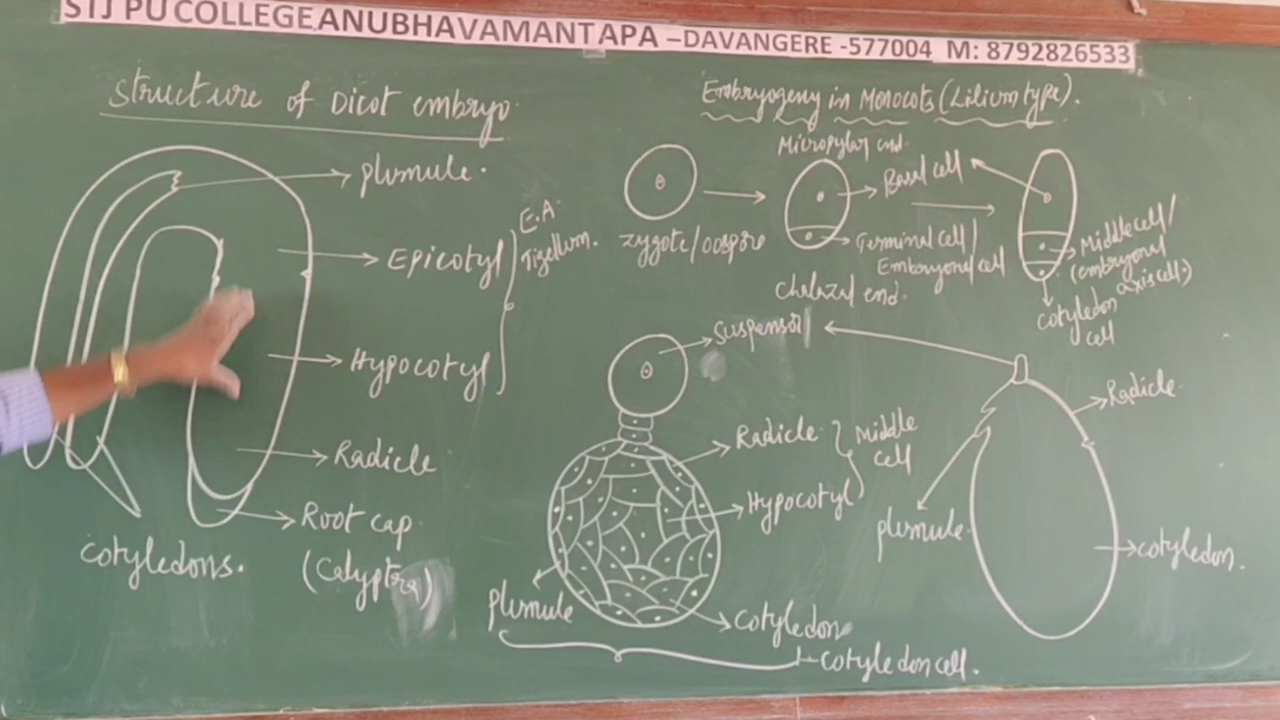 STJ PU COLLEGE, ANUBHAVAMANTAPA –DAVANGERE -577004 M: 8792826533
Structure of Dicot embryo.
plumule.
Epicotyl
E.A.
Tigellum.
Hypocotyl
Radicle
Root cap
(Calyptra)
cotyledons.
Embryogeny in Monocots (Lilium type).
Micropylar end.
Basal cell
zygote/oospore
Terminal cell/
Embryonal cell
chalazal end.
Middle cell/
(embryonal
axis cell.)
cotyledon
cell
Suspensor
Radicle
Hypocotyl
Middle
cell
plumule
cotyledon
cotyledon cell.
Radicle.
plumule.
cotyledon.